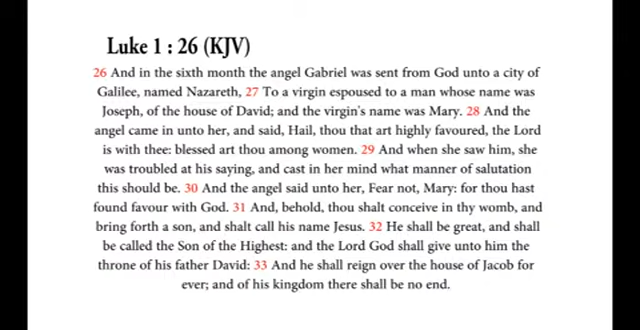 Luke 1 : 26 (KJV)
26 And in the sixth month the angel Gabriel was sent from God unto a city of
Galilee, named Nazareth, 27 To a virgin espoused to a man whose name was
Joseph, of the house of David; and the virgin's name was Mary. 28 And the
angel came in unto her, and said, Hail, thou that art highly favoured, the Lord
is with thee: blessed art thou among women. 29 And when she saw him, she
was troubled at his saying, and cast in her mind what manner of salutation
this should be. 30 And the angel said unto her, Fear not, Mary: for thou hast
found favour with God. 31 And, behold, thou shalt conceive in thy womb, and
bring forth a son, and shalt call his name Jesus. 32 He shall be great, and shall
be called the Son of the Highest: and the Lord God shall give unto him the
throne of his father David: 33 And he shall reign over the house of Jacob for
ever; and of his kingdom there shall be no end.